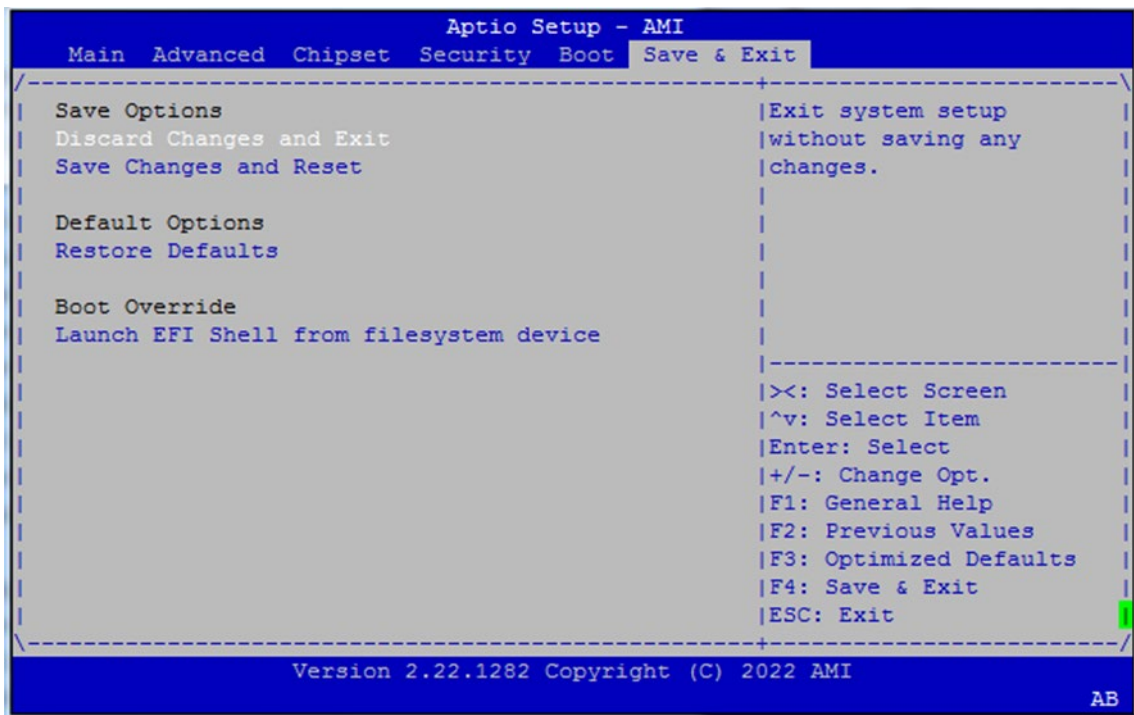 Aptio Setup - AMI
Main Advanced Chipset Security Boot Save & Exit
Save Options
Discard Changes and Exit
Save Changes and Reset
Default Options
Restore Defaults
Boot Override
Launch EFI Shell from filesystem device
Exit system setup
without saving any
changes.
><: Select Screen
^v: Select Item
Enter: Select
+/-: Change Opt.
F1: General Help
F2: Previous Values
F3: Optimized Defaults
F4: Save & Exit
ESC: Exit
Version 2.22.1282 Copyright (C) 2022 AMI
AB